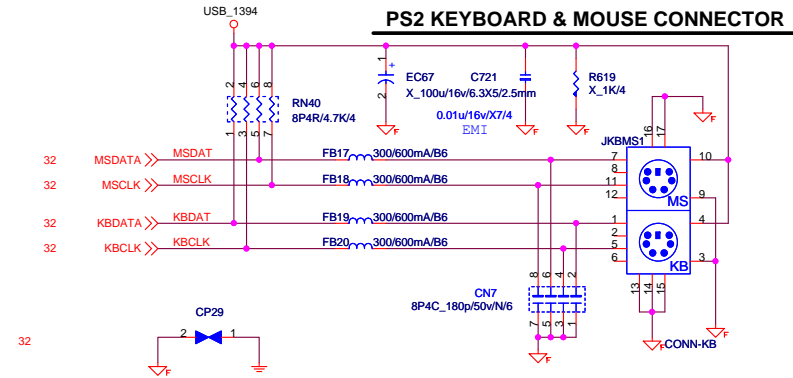 USB_1394
PS2 KEYBOARD & MOUSE CONNECTOR
2 4 6 8
1 3 5 7
RN40
8P4R/4.7K/4
1
+
2
EC67
X_100u/16v/6.3X5/2.5mm
C721
0.01u/16v/X7/4
EMI
R619
X_1K/4
F
F
F
F
16 17
JKBMS1
32 MSDATA MSDAT FB17 300/600mA/B6 7 10
8
32 MSCLK MSCLK FB18 300/600mA/B6 11
12 MS 9
32 KBDATA KBDAT FB19 300/600mA/B6 1 4
2
32 KBCLK KBCLK FB20 300/600mA/B6 5
6 KB 3
13 14 15
CN7
8P4C_180p/50v/N/6
8 6 4 2
7 5 3 1
F
F
F
CONN-KB
CP29
2 1
32
F